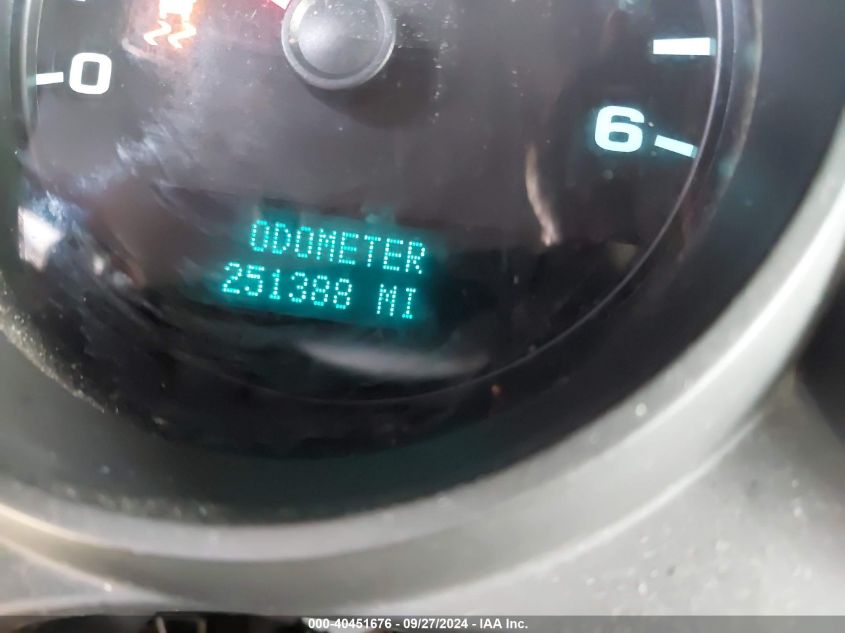 0
6
ODOMETER
251388 MI
000-40451676 - 09/27/2024 - IAA Inc.